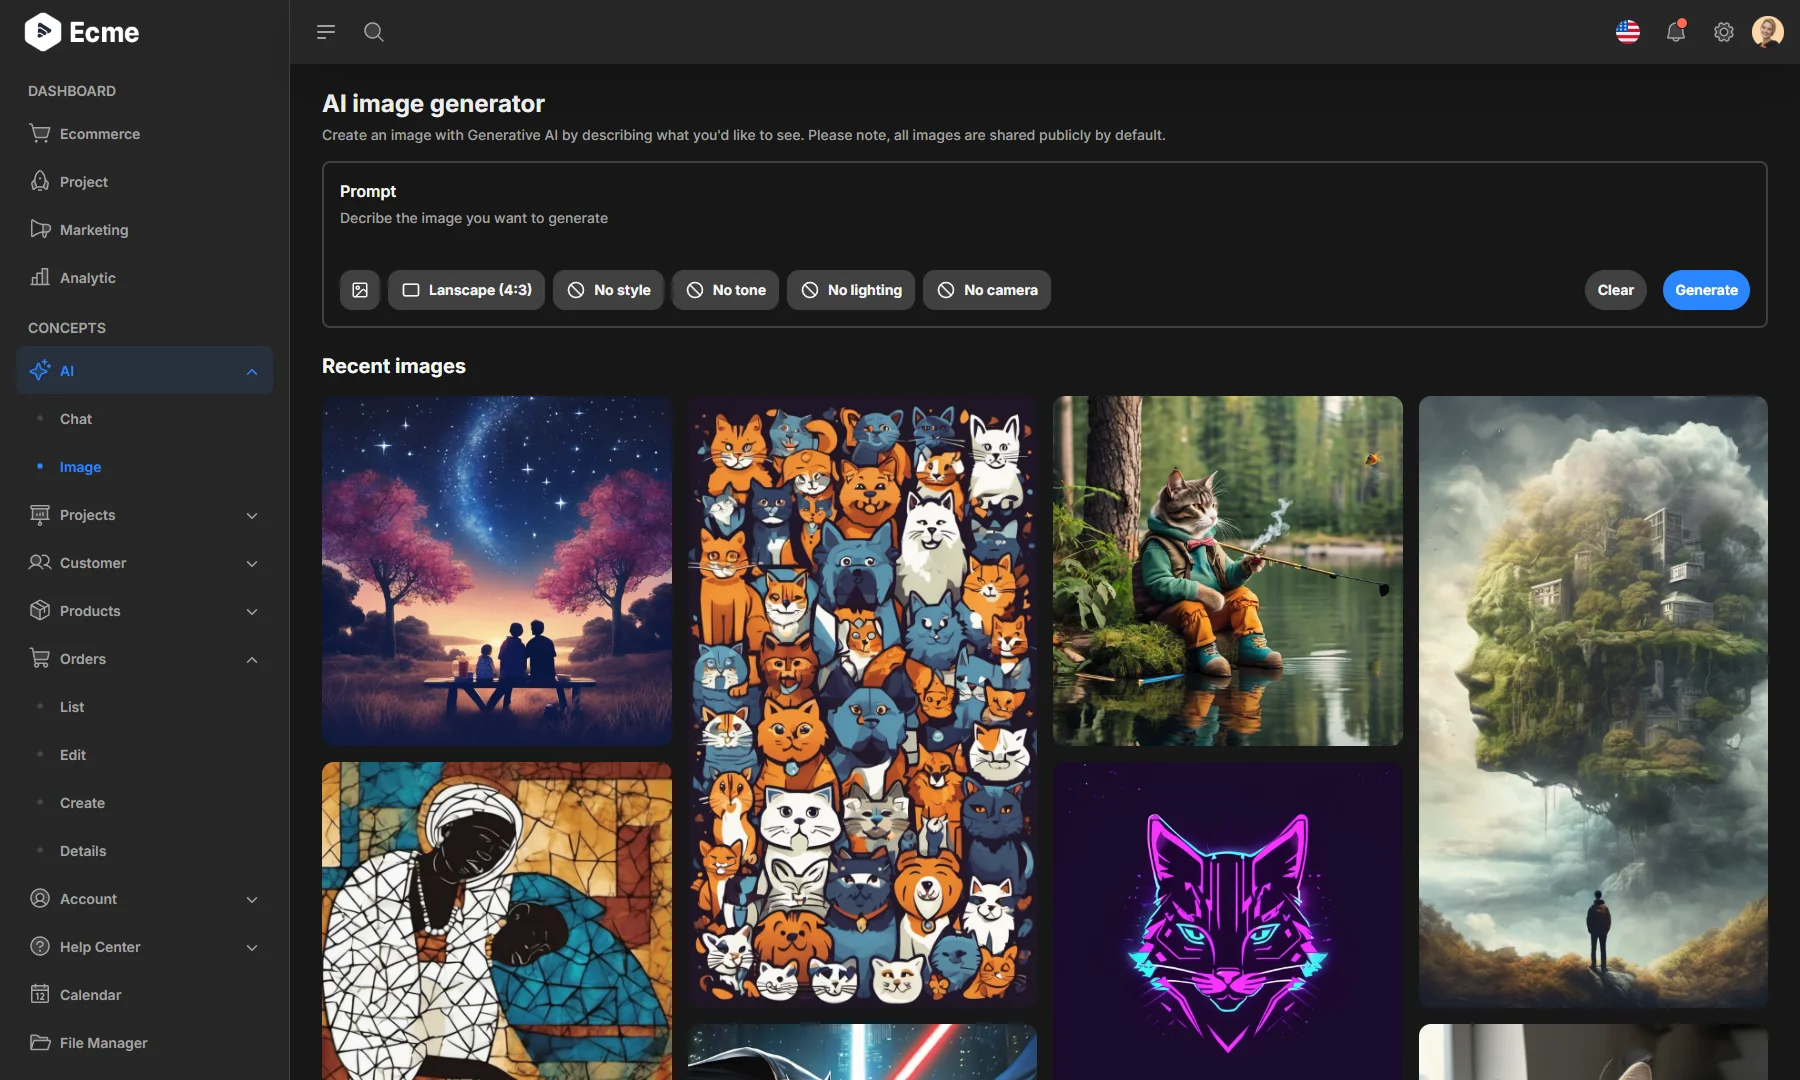 Ecme
DASHBOARD
Ecommerce
Project
Marketing
Analytic
CONCEPTS
AI
Chat
Image
Projects
Customer
Products
Orders
List
Edit
Create
Details
Account
Help Center
12
Calendar
File Manager
AI image generator
Create an image with Generative AI by describing what you'd like to see. Please note, all images are shared publicly by default.
Prompt
Decribe the image you want to generate
Lanscape (4:3)
No style
No tone
No lighting
No camera
Clear
Generate
Recent images